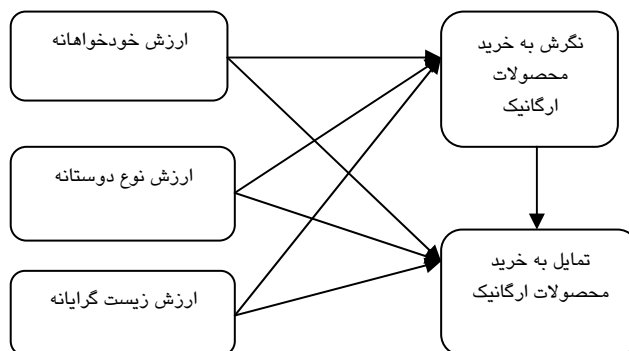 ارزش خودخواهانه
نگرش به خرید
محصولات
ارگانیک
ارزش نوع دوستانه
تمایل به خرید
محصولات ارگانیک
ارزش زیست گرایانه